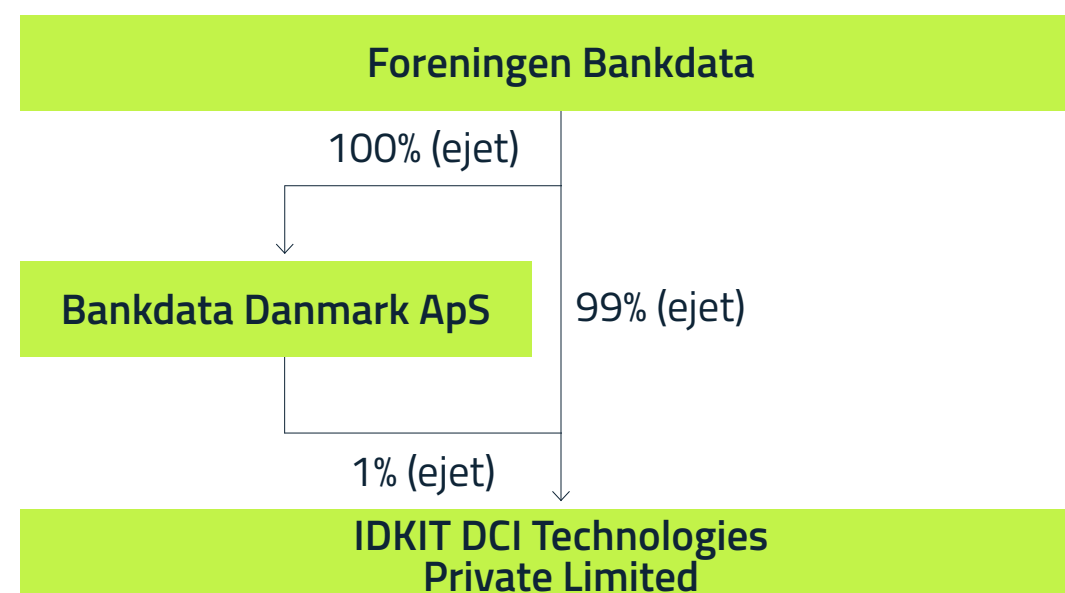 Foreningen Bankdata
100% (ejet)
Bankdata Danmark ApS
99% (ejet)
1% (ejet)
IDKIT DCI Technologies
Private Limited